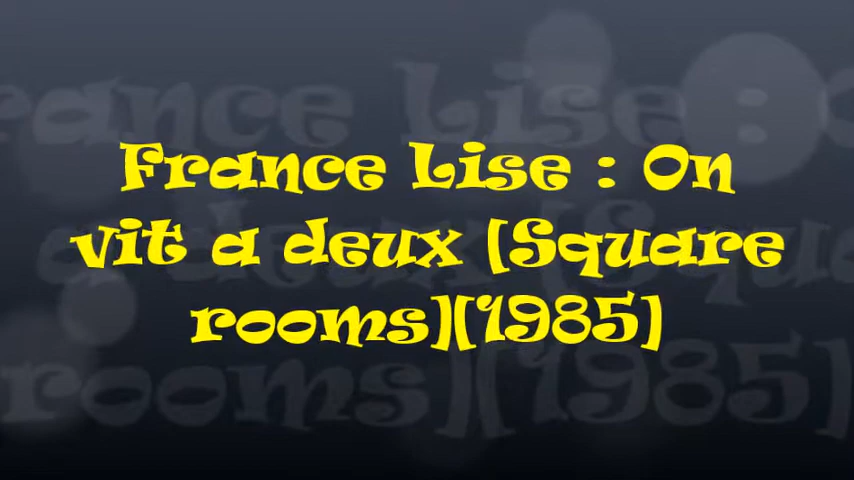 France Lise : On
vit a deux (Square
rooms)(1985)